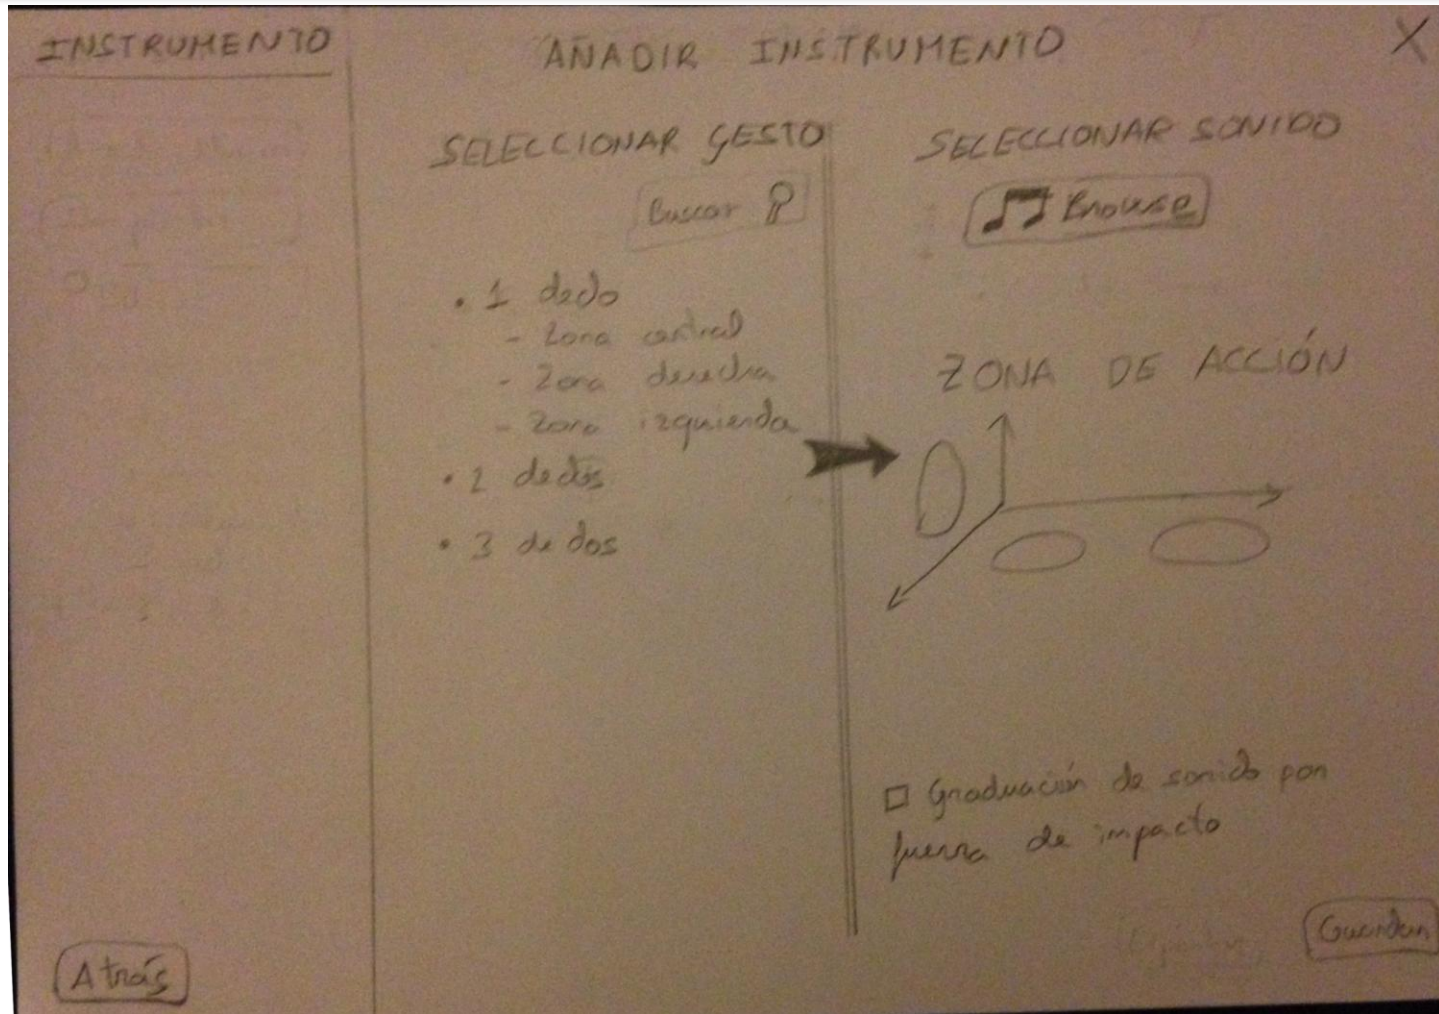 INSTRUMENTO
AÑADIR INSTRUMENTO
X
SELECCIONAR GESTO
Buscar
• 1 dedo
- Zona central
- Zona derecha
- Zona izquierda
• 2 dedos
• 3 dedos
SELECCIONAR SONIDO
Browse
ZONA DE ACCIÓN
Graduación de sonido por
fuerza de impacto
Atrás
Guardar